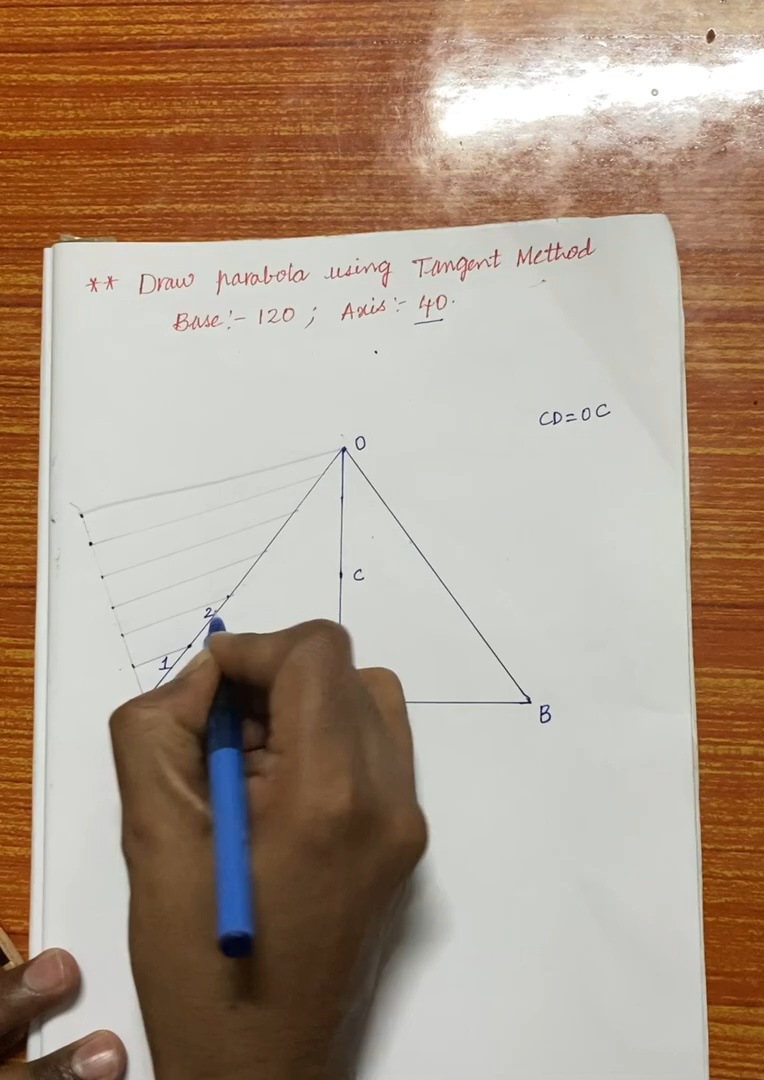 ** Draw parabola using Tangent Method
Base:- 120 ; Axis:- 40.
CD=OC
O
C
2
1
B